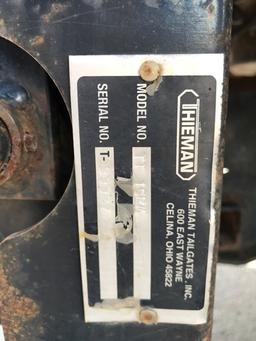 THIEMAN
THIEMAN TAILGATES, INC.
600 EAST WAYNE
CELINA, OHIO 45822
MODEL NO.
SERIAL NO. T-